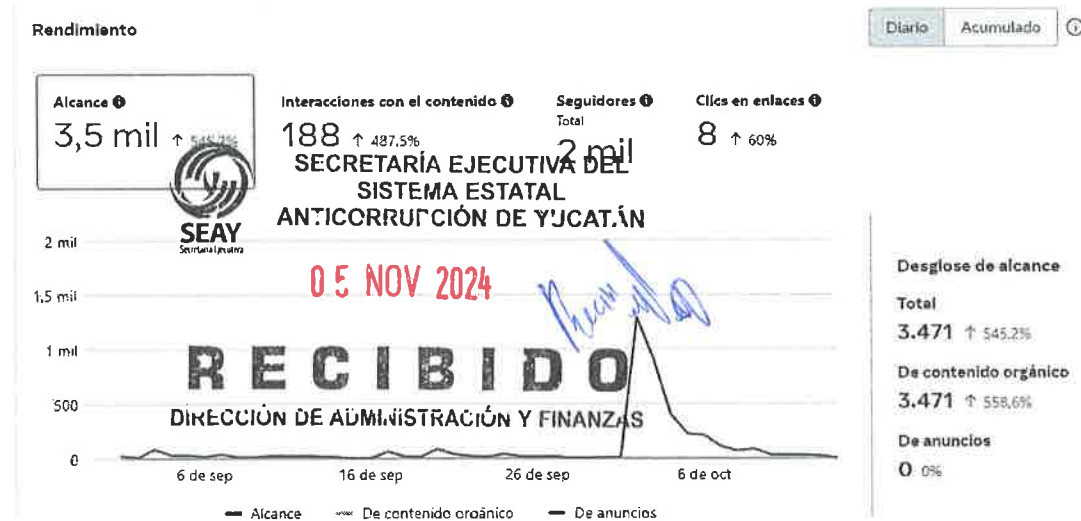 Rendimiento
Diario Acumulado
Alcance
3,5 mil ↑ 545,2%
Interacciones con el contenido
188 ↑ 487,5%
Seguidores
Total
2 mil
Clics en enlaces
8 ↑ 60%
SECRETARÍA EJECUTIVA DEL
SISTEMA ESTATAL
ANTICORRUPCIÓN DE YUCATÁN
SEAY
Secretaría Ejecutiva
05 NOV 2024
RECIBIDO
DIRECCIÓN DE ADMINISTRACIÓN Y FINANZAS
2 mil
1,5 mil
1 mil
500
0
6 de sep 16 de sep 26 de sep 6 de oct
Alcance De contenido orgánico De anuncios
Desglose de alcance
Total
3.471 ↑ 545,2%
De contenido orgánico
3.471 ↑ 558,6%
De anuncios
0 0%